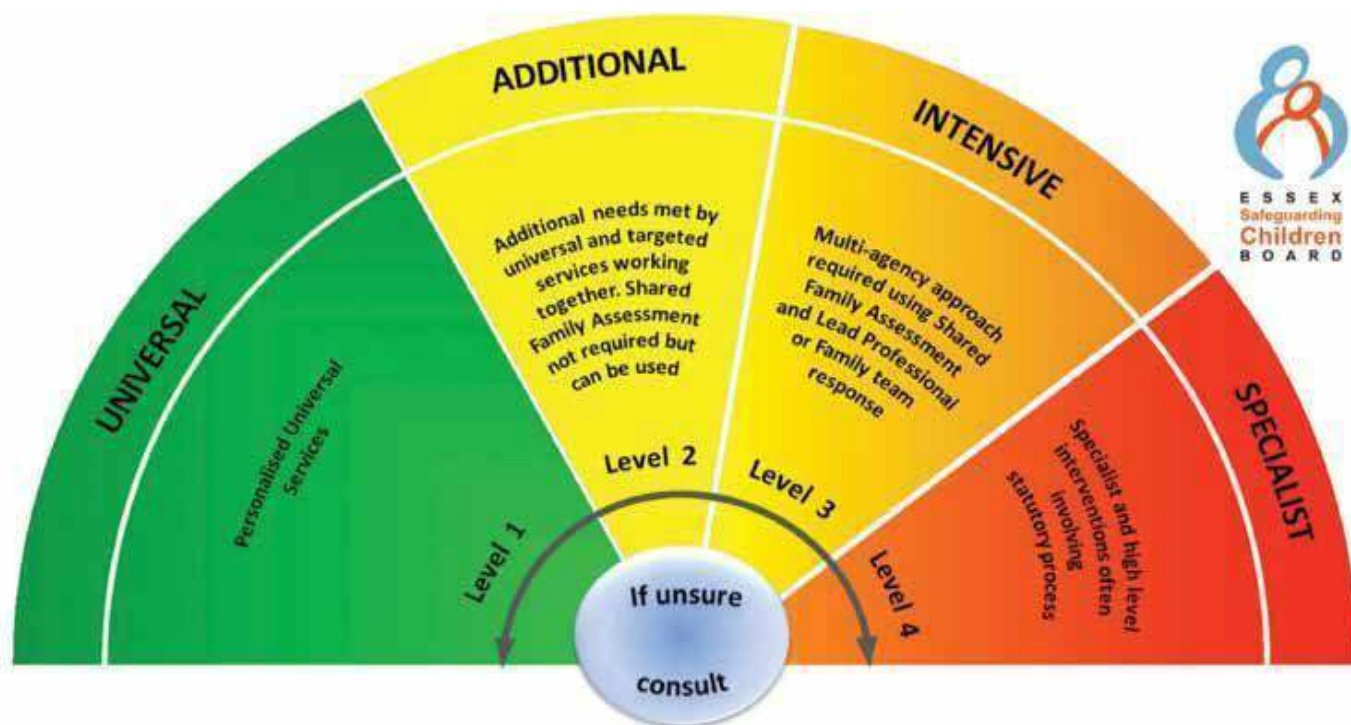 UNIVERSAL
Personalised Universal
Services
Level 1
ADDITIONAL
Additional needs met by
universal and targeted
services working
together. Shared
Family Assessment
not required but
can be used
Level 2
INTENSIVE
Multi-agency approach
required using Shared
Family Assessment
and Lead Professional
or Family team
response
Level 3
SPECIALIST
Specialist and high level
interventions often
involving
statutory process
Level 4
If unsure
consult
ESSEX
Safeguarding
Children
BOARD